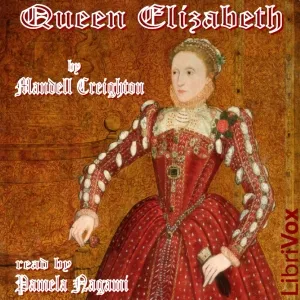 Queen Elizabeth
by
Mandell Creighton
read by
Pamela Nagami
LibriVox